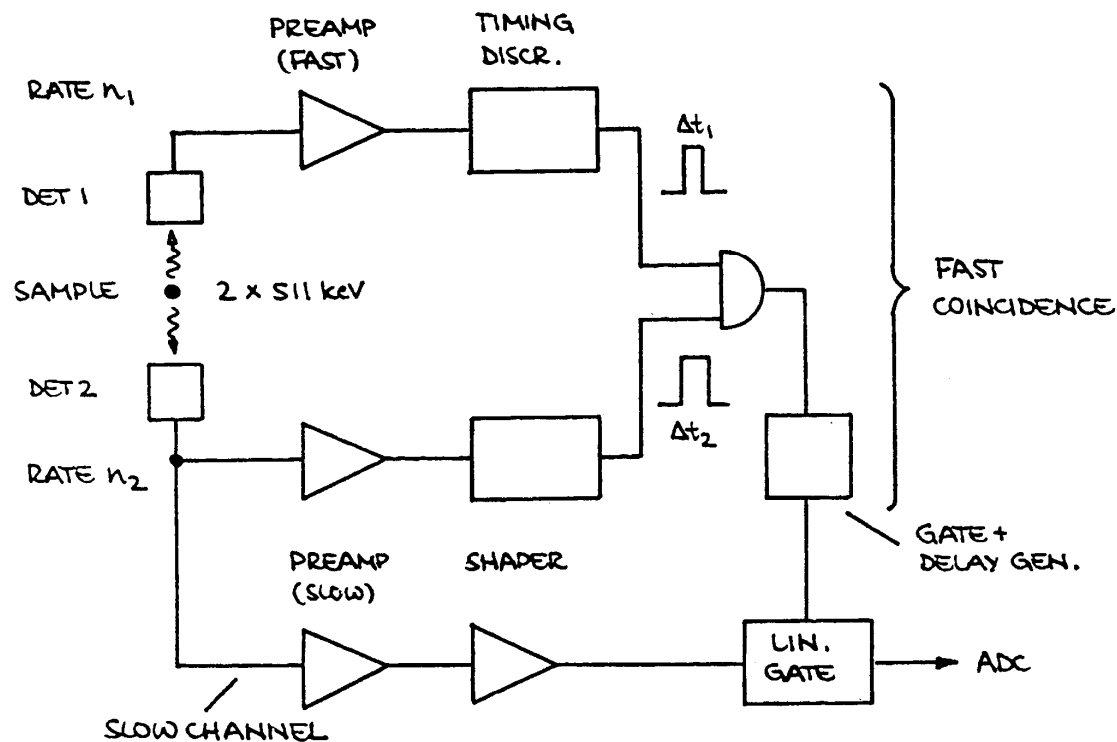 PREAMP
(FAST)
TIMING
DISCR.
RATE n₁
Δt₁
DET 1
SAMPLE
2 × 511 keV
FAST
COINCIDENCE
DET 2
Δt₂
RATE n₂
GATE +
DELAY GEN.
PREAMP
(SLOW)
SHAPER
LIN.
GATE
ADC
SLOW CHANNEL